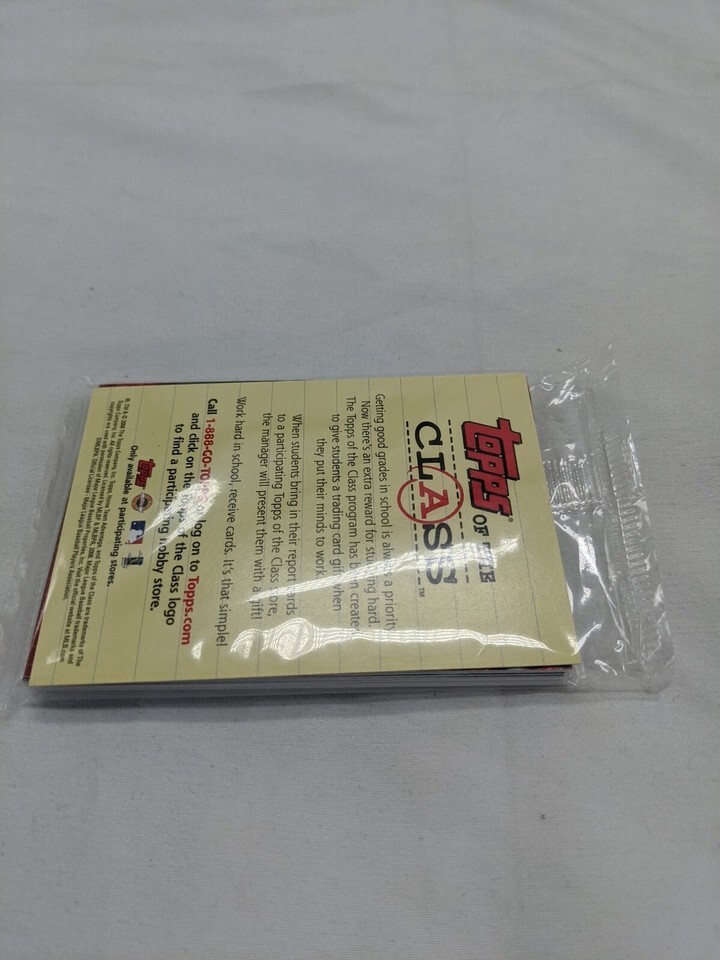 Topps® OF THE
CLASS™
Getting good grades in school is always a priority
Now there's an extra reward for studying hard.
The Topps of the Class program has been created
to give students a trading card gift when
they put their minds to work
When students bring in their report cards
to a participating Topps of the Class store,
the manager will present them with a gift!
Work hard in school, receive cards. It's that simple!
Call 1-888-GO-TOPPS log on to Topps.com
and click on the Topps of the Class logo
to find a participating hobby store.
Topps
Only available at participating stores.